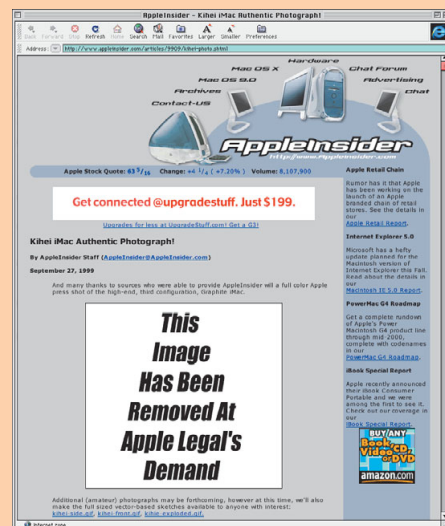 AppleInsider - Kihei iMac Authentic Photograph!
Back Forward Stop Refresh Home Search Mail Favorites Larger Smaller Preferences
Address: http://www.appleinsider.com/articles/9909/kihei-photo.shtml
Hardware
Mac OS X
Chat Forum
Mac OS 9.0
Advertising
Archives
Chat
Contact-US
AppleInsider
http://www.appleinsider.com
Apple Stock Quote: 63 5/16 Change: +4 1/4 ( +7.20% ) Volume: 8,107,900
Get connected @upgradestuff. Just $199.
Upgrades for less at UpgradeStuff.com! Get a G3!
Kihei iMac Authentic Photograph!
By AppleInsider Staff (AppleInsider@AppleInsider.com)
September 27, 1999
And many thanks to sources who were able to provide AppleInsider will a full color Apple
press shot of the high-end, third configuration, Graphite iMac.
This
Image
Has Been
Removed At
Apple Legal's
Demand
Additional (amateur) photographs may be forthcoming, however at this time, we'll also
make the full sized vector-based sketches available to anyone with interest:
kihei side.gif, kihei fmnt.gif, kihie exploded.gif.
Apple Retail Chain
Rumor has it that Apple
has been working on the
launch of an Apple
branded chain of retail
stores. See the details in
our
Apple Retail Report.
Internet Explorer 5.0
Microsoft has a hefty
update planned for the
Macintosh version of
Internet Explorer this Fall.
Read about the details in
our
Macintosh IE 5.0 Report.
PowerMac G4 Roadmap
Get a complete rundown
of Apple's Power
Macintosh G4 product line
through mid-2000,
complete with codenames
in our
PowerMac G4 Roadmap.
iBook Special Report
Apple recently announced
their iBook Consumer
Portable and we were
among the first to see it.
Check out our coverage in
our
iBook Special Report.
BUY ANY
Book,
Video, CD,
or DVD
amazon.com
Internet zone